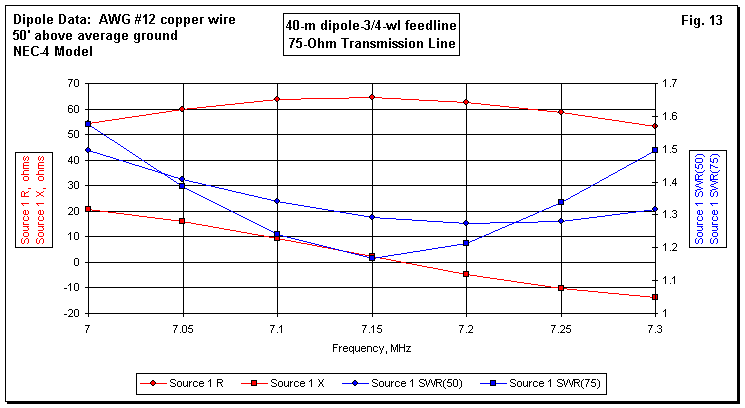 Dipole Data:  AWG #12 copper wire
50' above average ground
NEC-4 Model
40-m dipole-3/4-wl feedline
75-Ohm Transmission Line
Fig. 13
70
60
50
40
30
20
10
0
-10
-20
Source 1 R, ohms
Source 1 X, ohms
1.7
1.6
1.5
1.4
1.3
1.2
1.1
1
Source 1 SWR(50)
Source 1 SWR(75)
7 7.05 7.1 7.15 7.2 7.25 7.3
Frequency, MHz
Source 1 R Source 1 X Source 1 SWR(50) Source 1 SWR(75)